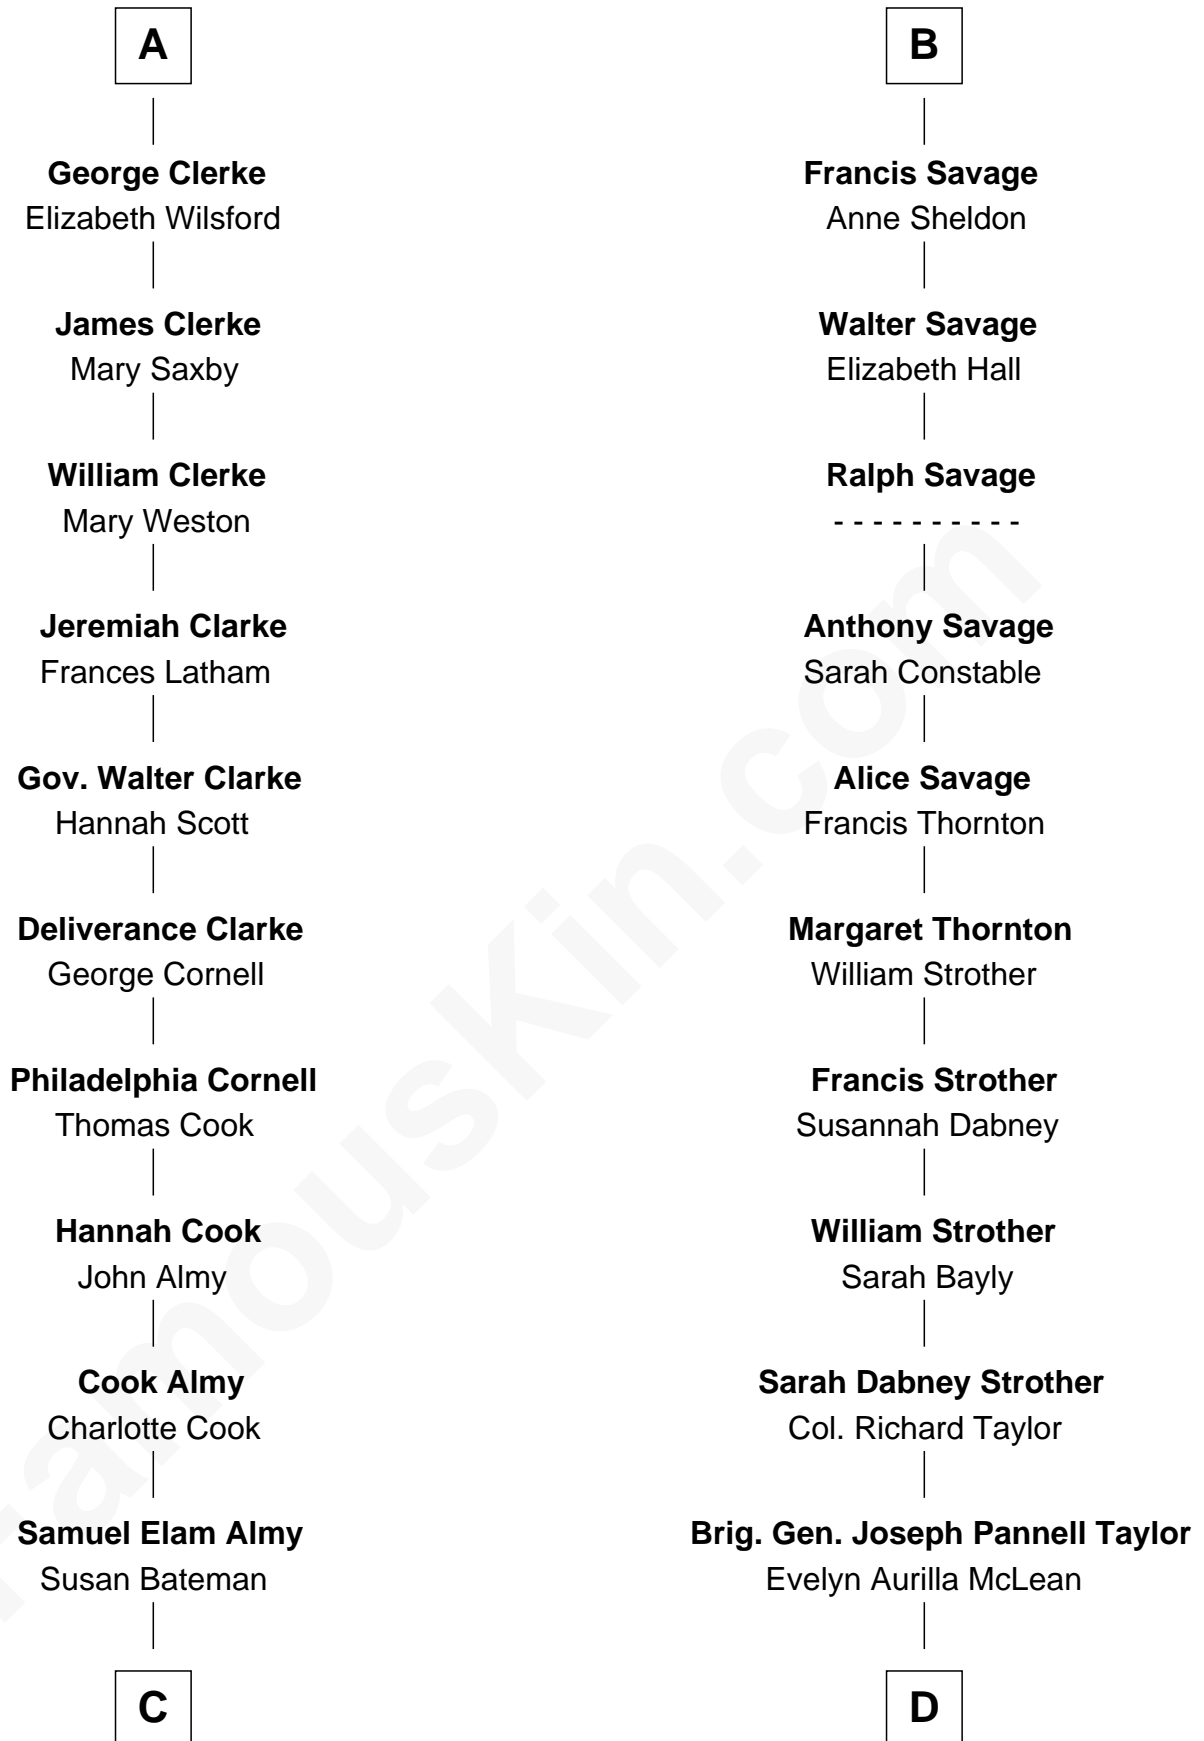 A
George Clerke
Elizabeth Wilsford
James Clerke
Mary Saxby
William Clerke
Mary Weston
Jeremiah Clarke
Frances Latham
Gov. Walter Clarke
Hannah Scott
Deliverance Clarke
George Cornell
Philadelphia Cornell
Thomas Cook
Hannah Cook
John Almy
Cook Almy
Charlotte Cook
Samuel Elam Almy
Susan Bateman
C
B
Francis Savage
Anne Sheldon
Walter Savage
Elizabeth Hall
Ralph Savage
- - - - - - - - - -
Anthony Savage
Sarah Constable
Alice Savage
Francis Thornton
Margaret Thornton
William Strother
Francis Strother
Susannah Dabney
William Strother
Sarah Bayly
Sarah Dabney Strother
Col. Richard Taylor
Brig. Gen. Joseph Pannell Taylor
Evelyn Aurilla McLean
D
FamousKin.com